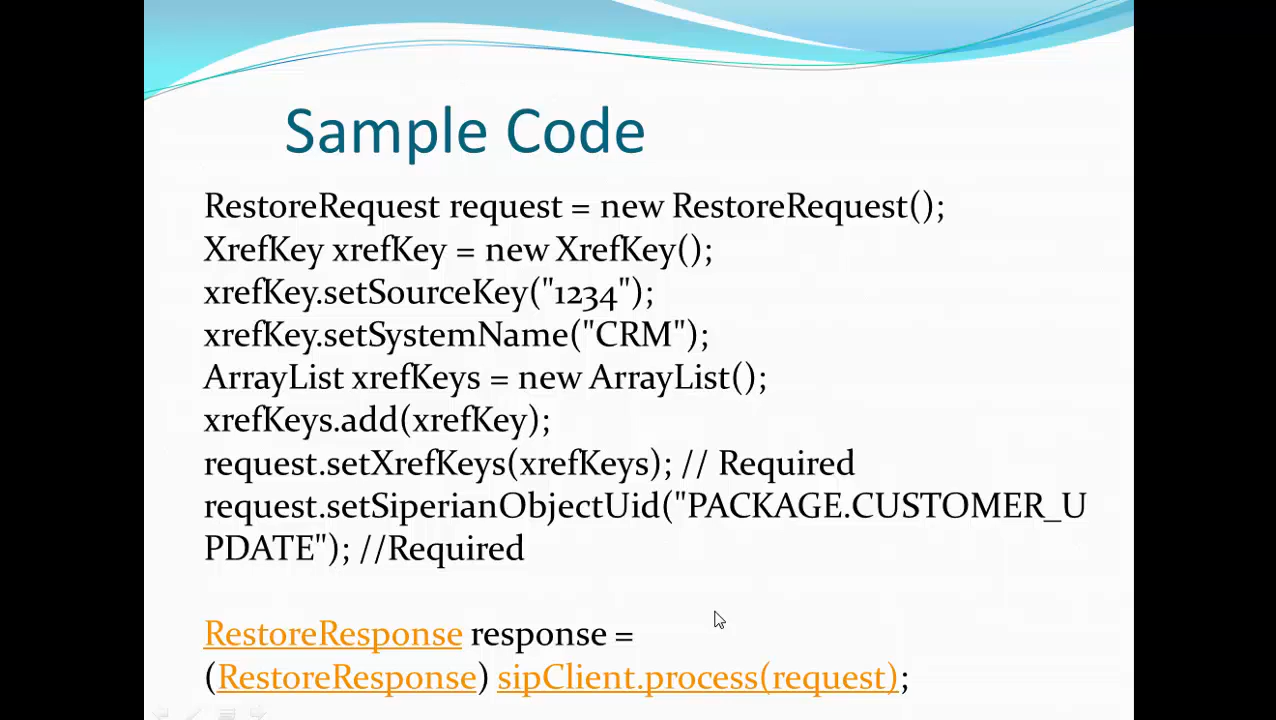 Sample Code
RestoreRequest request = new RestoreRequest();
XrefKey xrefKey = new XrefKey();
xrefKey.setSourceKey("1234");
xrefKey.setSystemName("CRM");
ArrayList xrefKeys = new ArrayList();
xrefKeys.add(xrefKey);
request.setXrefKeys(xrefKeys); // Required
request.setSiperianObjectUid("PACKAGE.CUSTOMER_U
PDATE"); //Required
RestoreResponse response =
(RestoreResponse) sipClient.process(request);